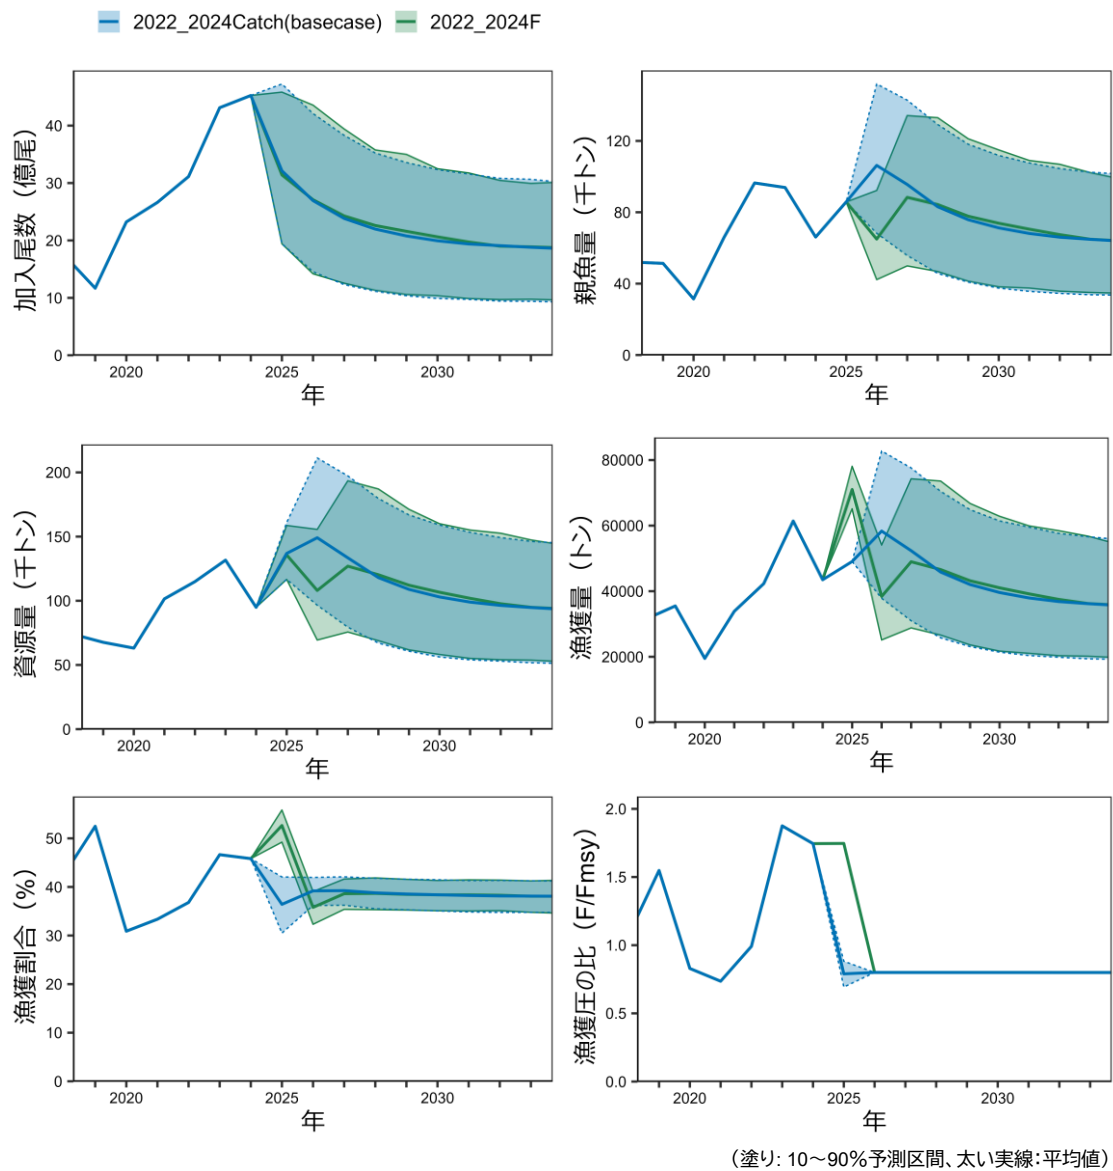 2022_2024Catch(basecase) 2022_2024F
加入尾数（億尾）
40
30
20
10
0
2020 2025 2030
年
親魚量（千トン）
120
80
40
0
2020 2025 2030
年
資源量（千トン）
200
150
100
50
0
2020 2025 2030
年
漁獲量（トン）
80000
60000
40000
20000
0
2020 2025 2030
年
漁獲割合（%）
50
40
30
20
10
0
2020 2025 2030
年
漁獲圧の比（F/Fmsy）
2.0
1.5
1.0
0.5
0.0
2020 2025 2030
年
（塗り: 10～90%予測区間、太い実線：平均値）